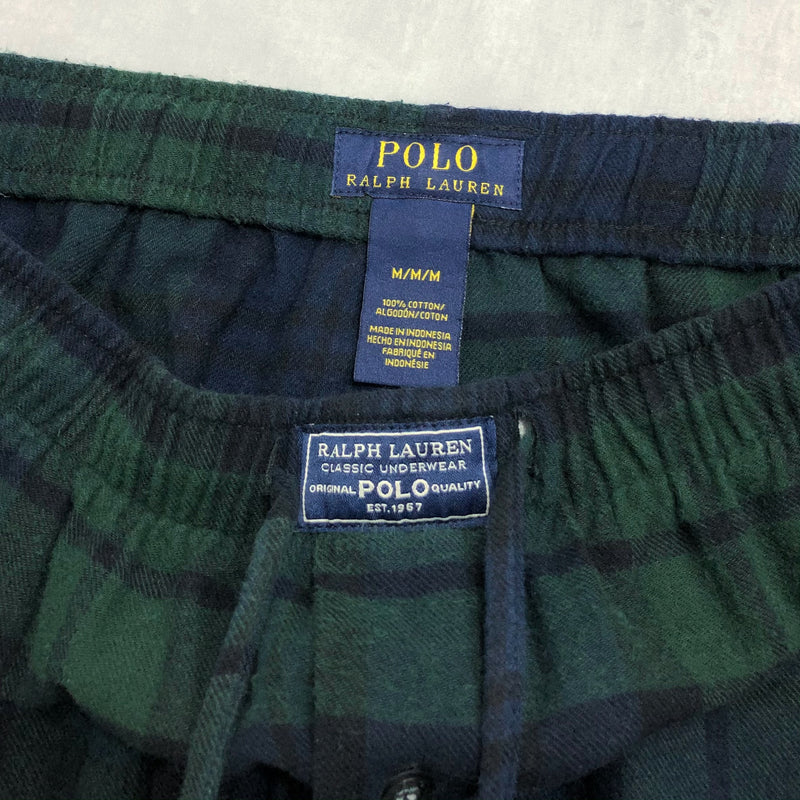 POLO
RALPH LAUREN
M/M/M
100% COTTON/
ALGODÓN/COTON
MADE IN INDONESIA
HECHO EN INDONESIA
FABRIQUÉ EN
INDONÉSIE
RALPH LAUREN
CLASSIC UNDERWEAR
ORIGINAL POLO QUALITY
EST. 1967